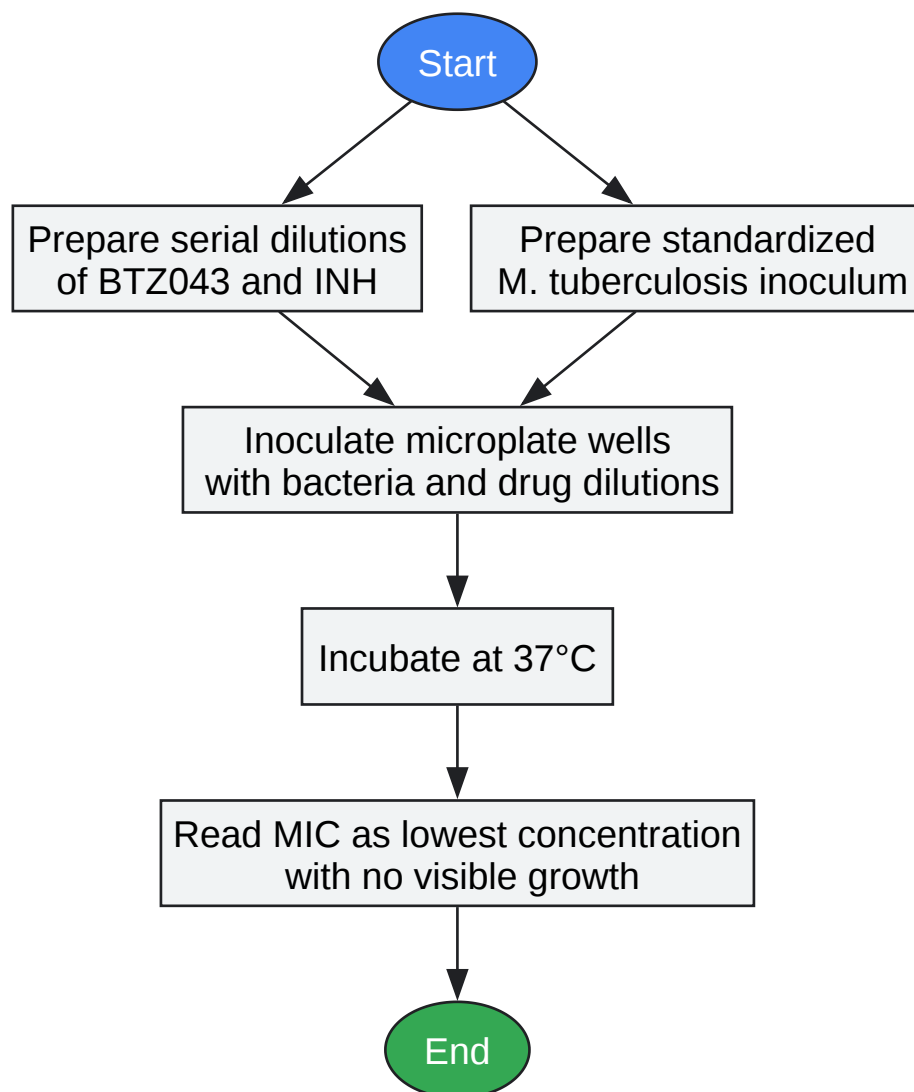 Start
Prepare serial dilutions
of BTZ043 and INH
Prepare standardized
M. tuberculosis inoculum
Inoculate microplate wells
with bacteria and drug dilutions
Incubate at 37°C
Read MIC as lowest concentration
with no visible growth
End